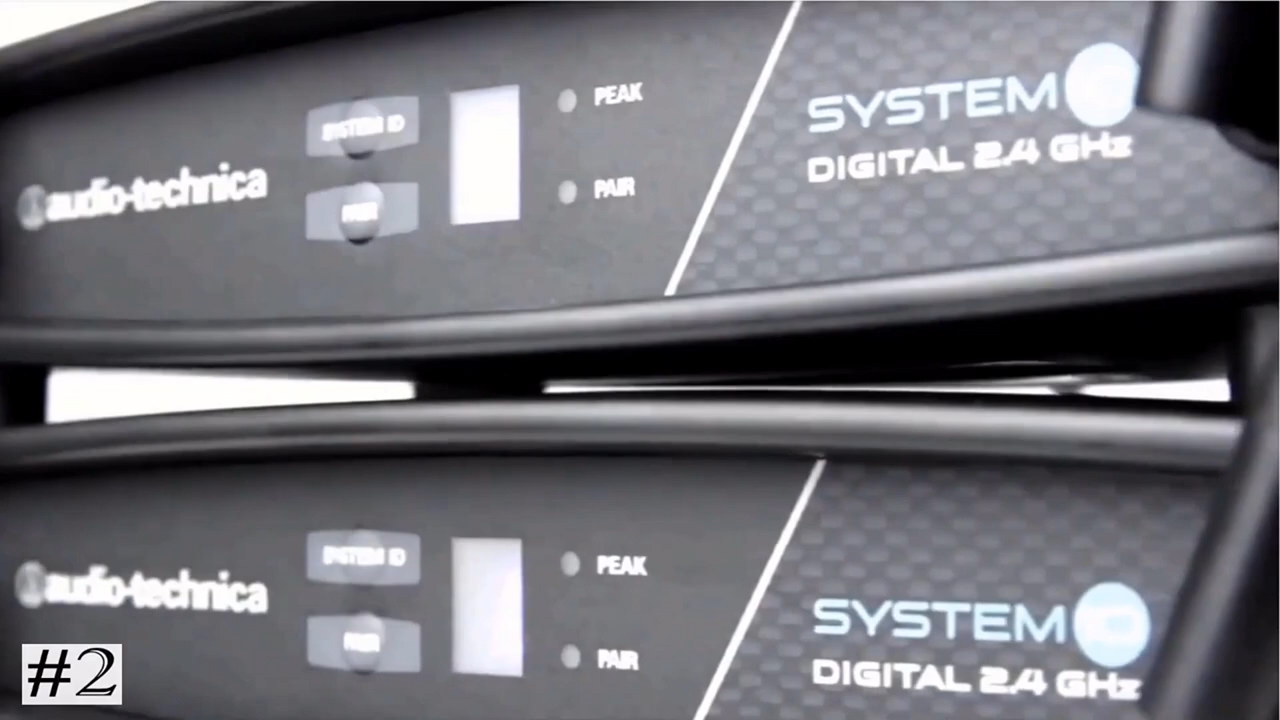 audio-technica
SYSTEM ID
PAIR
PEAK
PAIR
SYSTEM
DIGITAL 2.4 GHz
audio-technica
SYSTEM ID
PAIR
PEAK
PAIR
SYSTEM
DIGITAL 2.4 GHz
#2